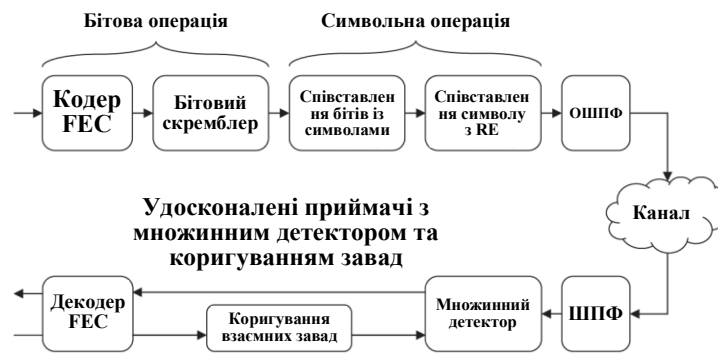 Бітова операція
Символьна операція
Кодер
FEC
Бітовий
скремблер
Співставлен
ня бітів із
символами
Співставлен
ня символу
з RE
ОШПФ
Канал
Удосконалені приймачі з
множинним детектором та
коригуванням завад
Декодер
FEC
Коригування
взаємних завад
Множинний
детектор
ШПФ